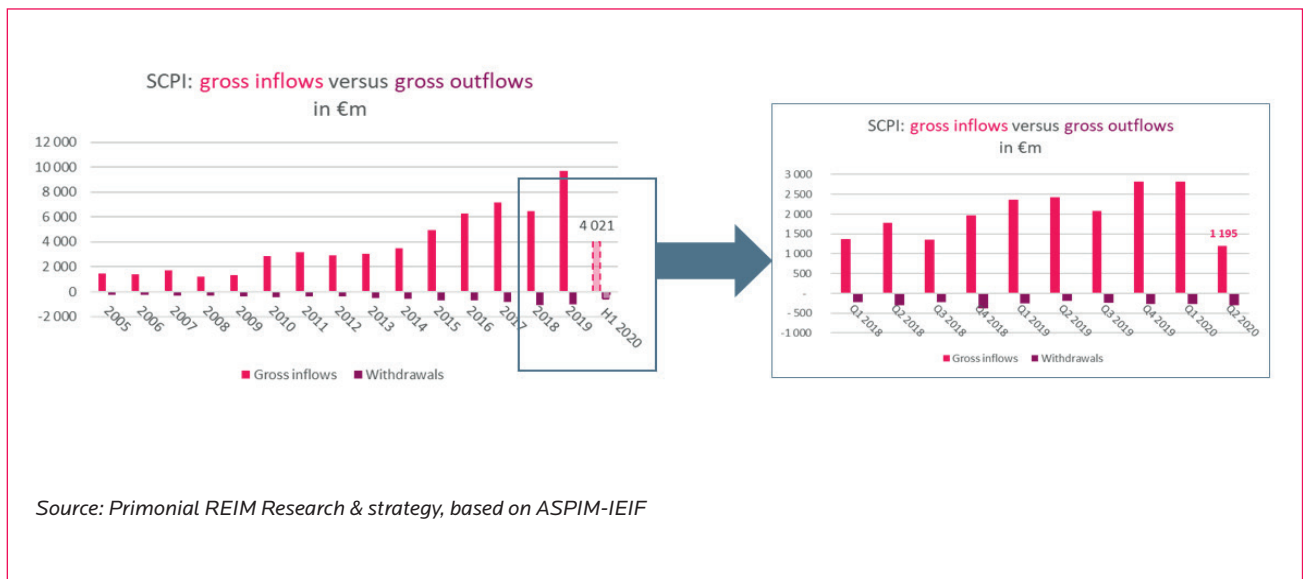 SCPI: gross inflows versus gross outflows
in €m
12 000
10 000
8 000
6 000
4 000
2 000
0
-2 000
4 021
2005
2006
2007
2008
2009
2010
2011
2012
2013
2014
2015
2016
2017
2018
2019
H1 2020
Gross inflows Withdrawals
SCPI: gross inflows versus gross outflows
in €m
3 000
2 500
2 000
1 500
1 000
500
-
- 500
-1 000
1 195
Q1 2018
Q2 2018
Q3 2018
Q4 2018
Q1 2019
Q2 2019
Q3 2019
Q4 2019
Q1 2020
Q2 2020
Gross inflows Withdrawals
Source: Primonial REIM Research & strategy, based on ASPIM-IEIF